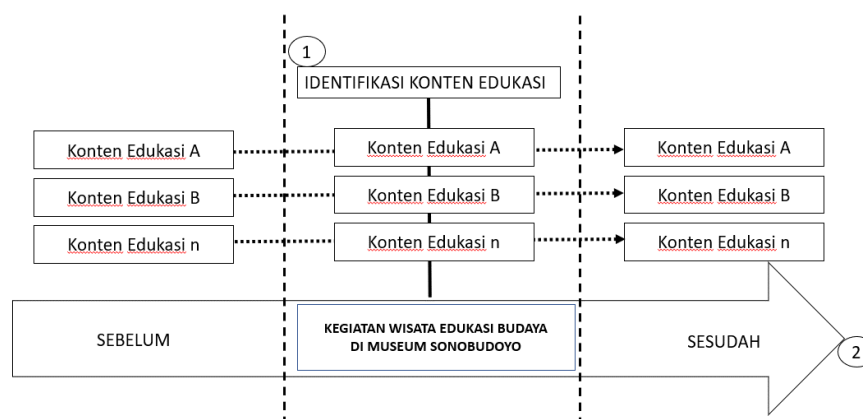 1
IDENTIFIKASI KONTEN EDUKASI
Konten Edukasi A
Konten Edukasi A
Konten Edukasi A
Konten Edukasi B
Konten Edukasi B
Konten Edukasi B
Konten Edukasi n
Konten Edukasi n
Konten Edukasi n
SEBELUM
KEGIATAN WISATA EDUKASI BUDAYA
DI MUSEUM SONOBUDOYO
SESUDAH
2